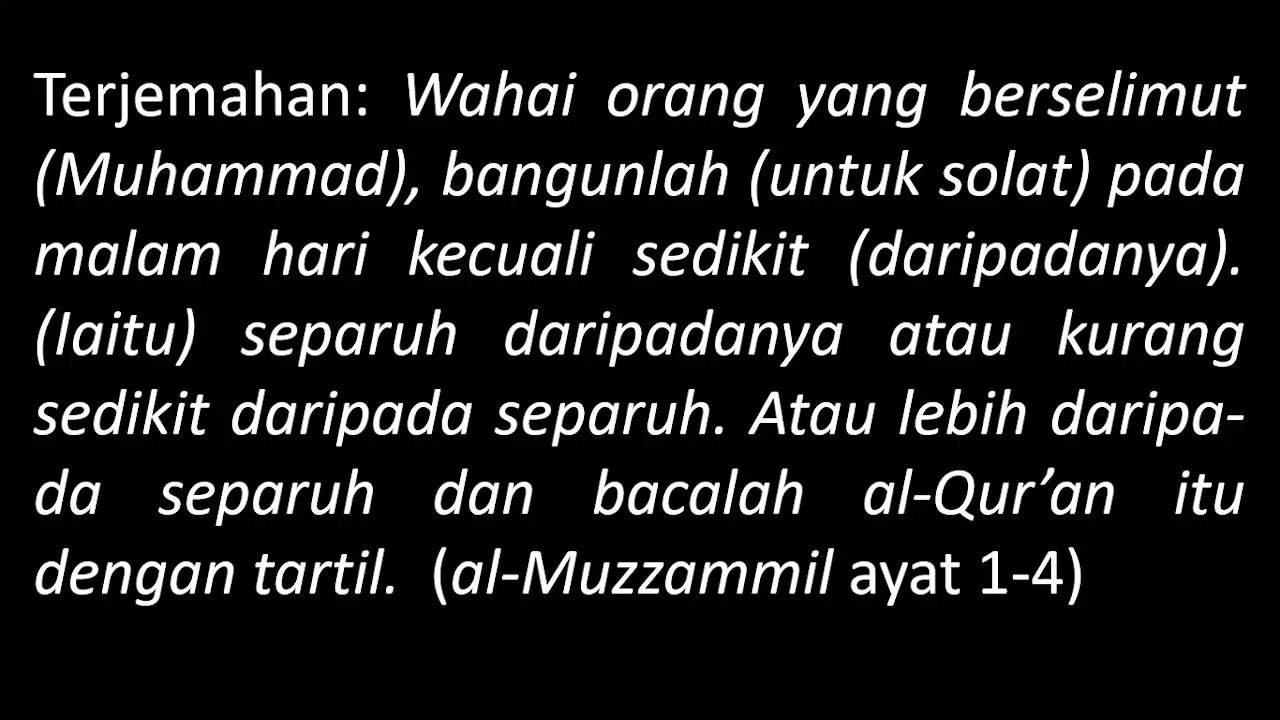 Terjemahan: Wahai orang yang berselimut
(Muhammad), bangunlah (untuk solat) pada
malam hari kecuali sedikit (daripadanya).
(Iaitu) separuh daripadanya atau kurang
sedikit daripada separuh. Atau lebih daripa-
da separuh dan bacalah al-Qur’an itu
dengan tartil. (al-Muzzammil ayat 1-4)